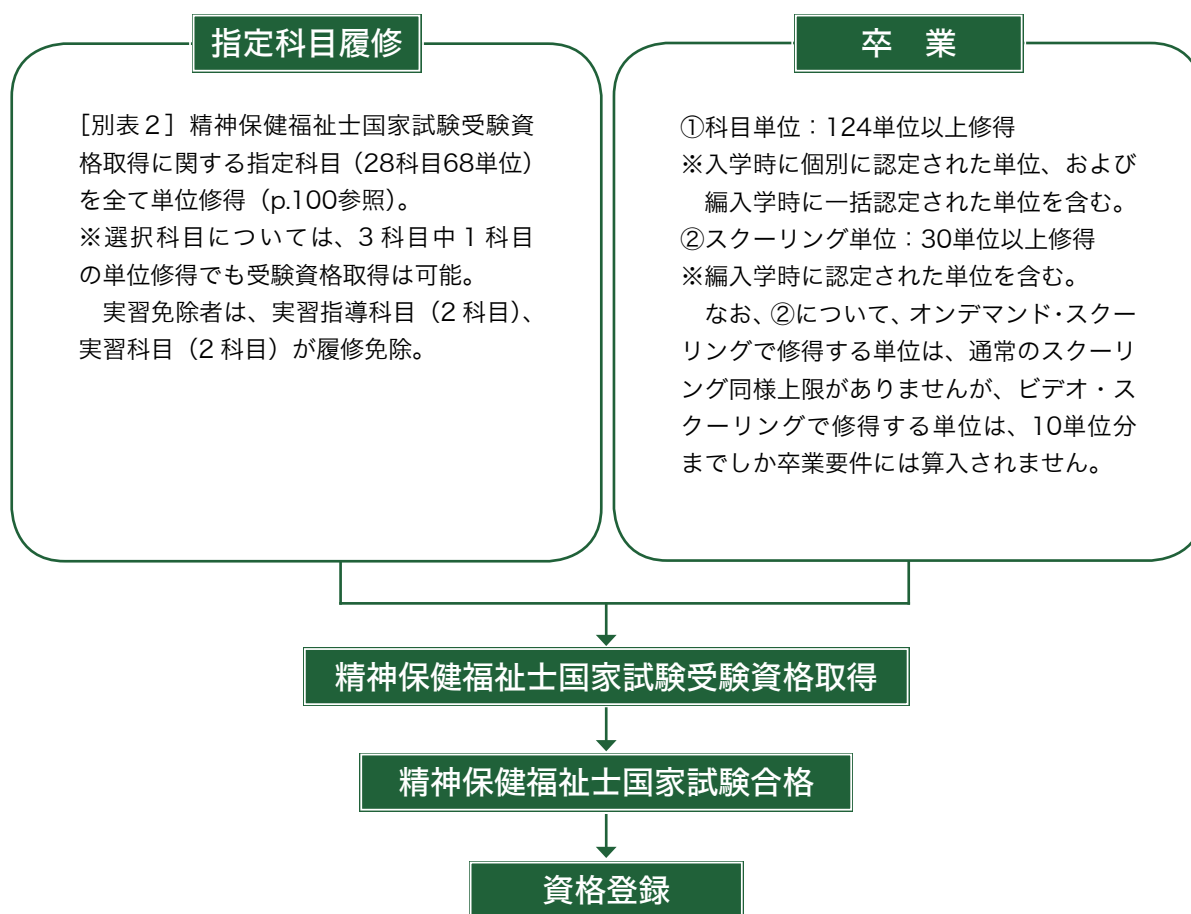 指定科目履修
［別表２］精神保健福祉士国家試験受験資
格取得に関する指定科目（28科目68単位）
を全て単位修得（p.100参照）。
※選択科目については、３科目中１科目
の単位修得でも受験資格取得は可能。
　実習免除者は、実習指導科目（２科目）、
実習科目（２科目）が履修免除。
卒　業
①科目単位：124単位以上修得
※入学時に個別に認定された単位、および
　編入学時に一括認定された単位を含む。
②スクーリング単位：30単位以上修得
※編入学時に認定された単位を含む。
　なお、②について、オンデマンド・スクー
リングで修得する単位は、通常のスクーリ
ング同様上限がありませんが、ビデオ・ス
クーリングで修得する単位は、10単位分
までしか卒業要件には算入されません。
精神保健福祉士国家試験受験資格取得
精神保健福祉士国家試験合格
資格登録